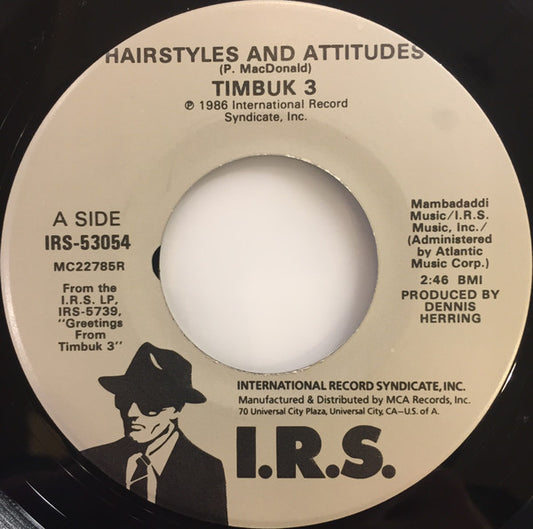 HAIRSTYLES AND ATTITUDES
(P. MacDonald)
TIMBUK 3
℗ 1986 International Record
Syndicate, Inc.
A SIDE
IRS-53054
MC22785R
From the
I.R.S. LP,
IRS-5739,
"Greetings
From
Timbuk 3"
Mambadaddi
Music/I.R.S.
Music, Inc./
(Administered
by Atlantic
Music Corp.)
2:46 BMI
PRODUCED BY
DENNIS
HERRING
INTERNATIONAL RECORD SYNDICATE, INC.
Manufactured & Distributed by MCA Records, Inc.
70 Universal City Plaza, Universal City, CA–U.S. of A.
I.R.S.